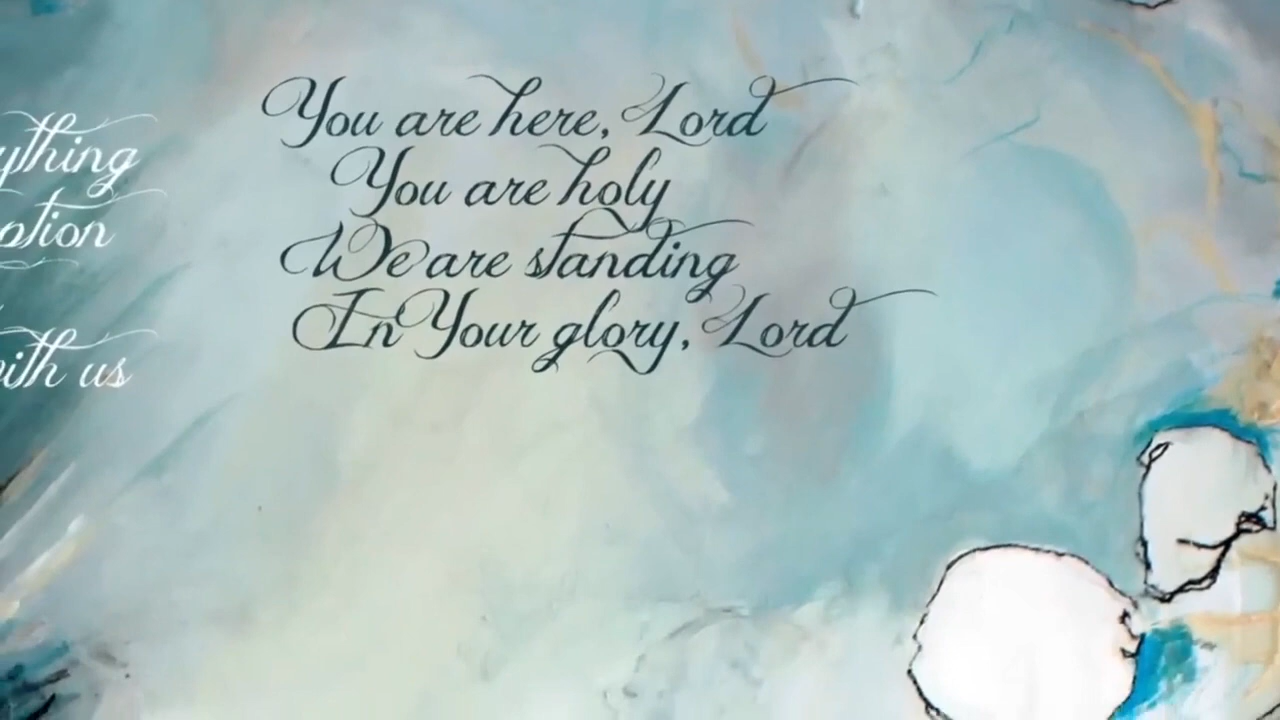 You are here, Lord
You are holy
We are standing
In Your glory, Lord
with us